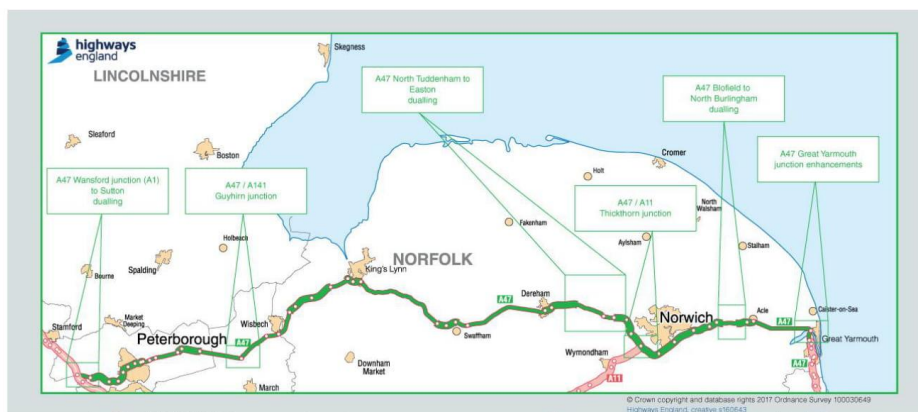 highways
england
LINCOLNSHIRE
Skegness
A47 North Tuddenham to
Easton
dualling
A47 Blofield to
North Burlingham
dualling
Sleaford
Boston
Cromer
A47 Great Yarmouth
junction enhancements
A47 Wansford junction (A1)
to Sutton
dualling
A47 / A141
Guyhirn junction
Holt
A47 / A11
Thickthorn junction
North
Walsham
Fakenham
Aylsham
Stalham
Holbeach
Spalding
Bourne
NORFOLK
King's Lynn
Dereham
A47
Market
Deeping
Wisbech
Norwich
Acle
Caister-on-Sea
A47
Stamford
Peterborough
A47
Swaffham
Great Yarmouth
Wymondham
Downham
Market
A47
March
A11
© Crown copyright and database rights 2017 Ordnance Survey 100030649
Highways England, creative s160643